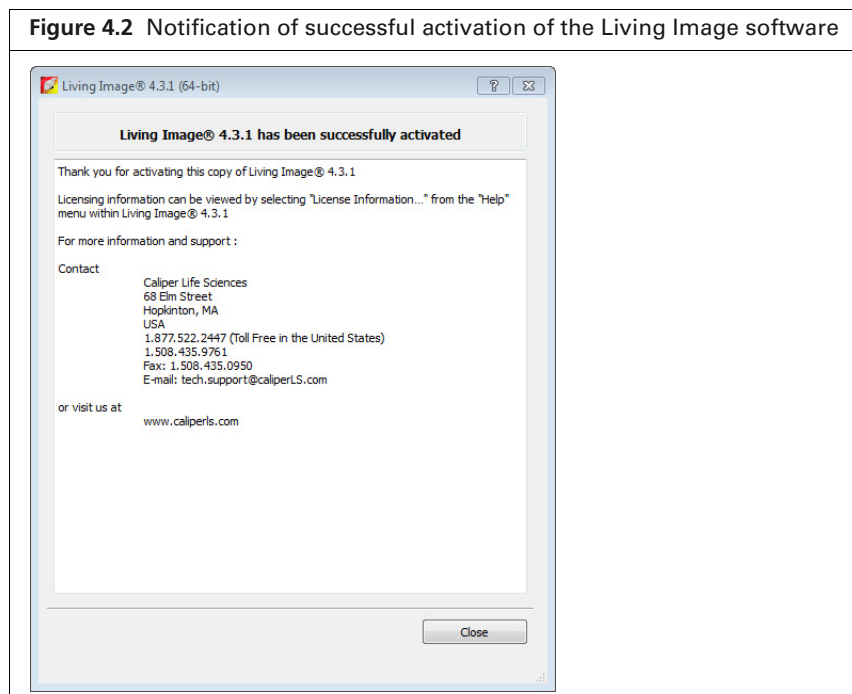 Figure 4.2 Notification of successful activation of the Living Image software
Living Image® 4.3.1 (64-bit)
Living Image® 4.3.1 has been successfully activated
Thank you for activating this copy of Living Image® 4.3.1
Licensing information can be viewed by selecting "License Information..." from the "Help"
menu within Living Image® 4.3.1
For more information and support :
Contact
Caliper Life Sciences
68 Elm Street
Hopkinton, MA
USA
1.877.522.2447 (Toll Free in the United States)
1.508.435.9761
Fax: 1.508.435.0950
E-mail: tech.support@caliperLS.com
or visit us at
www.caliperls.com
Close